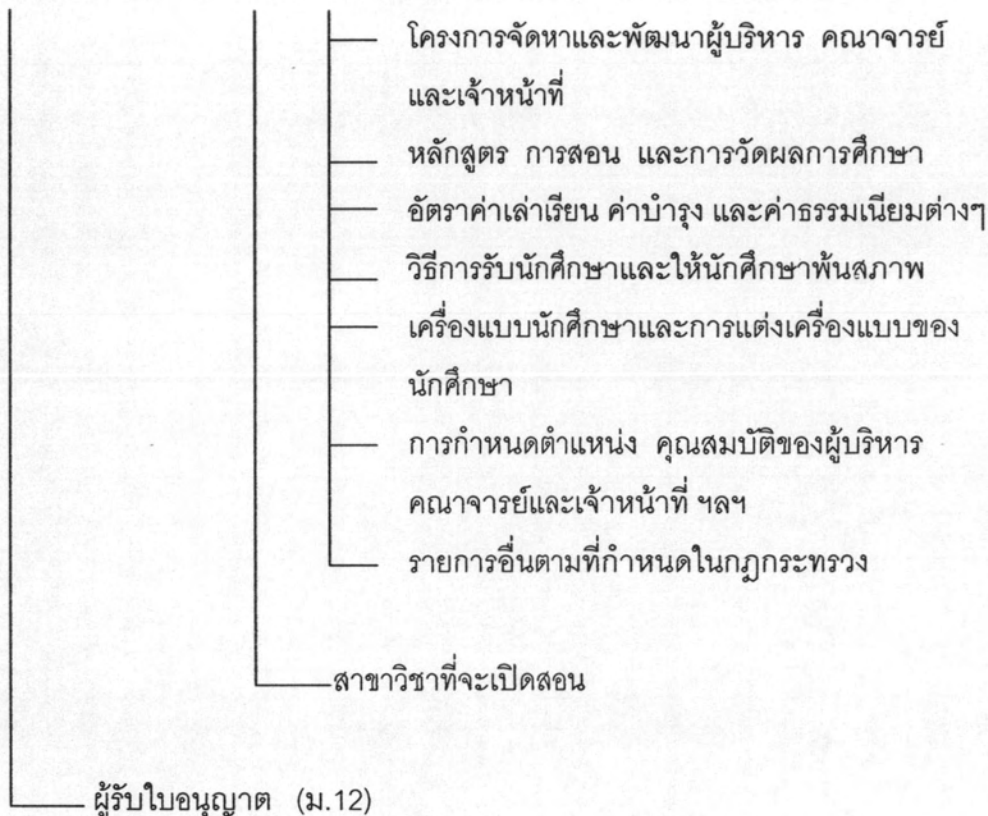 โครงการจัดหาและพัฒนาผู้บริหาร คณาจารย์
และเจ้าหน้าที่
หลักสูตร การสอน และการวัดผลการศึกษา
อัตราค่าเล่าเรียน ค่าบำรุง และค่าธรรมเนียมต่างๆ
วิธีการรับนักศึกษาและให้นักศึกษาพ้นสภาพ
เครื่องแบบนักศึกษาและการแต่งเครื่องแบบของ
นักศึกษา
การกำหนดตำแหน่ง คุณสมบัติของผู้บริหาร
คณาจารย์และเจ้าหน้าที่ ฯลฯ
รายการอื่นตามที่กำหนดในกฎกระทรวง
สาขาวิชาที่จะเปิดสอน
ผู้รับใบอนุญาต (ม.12)